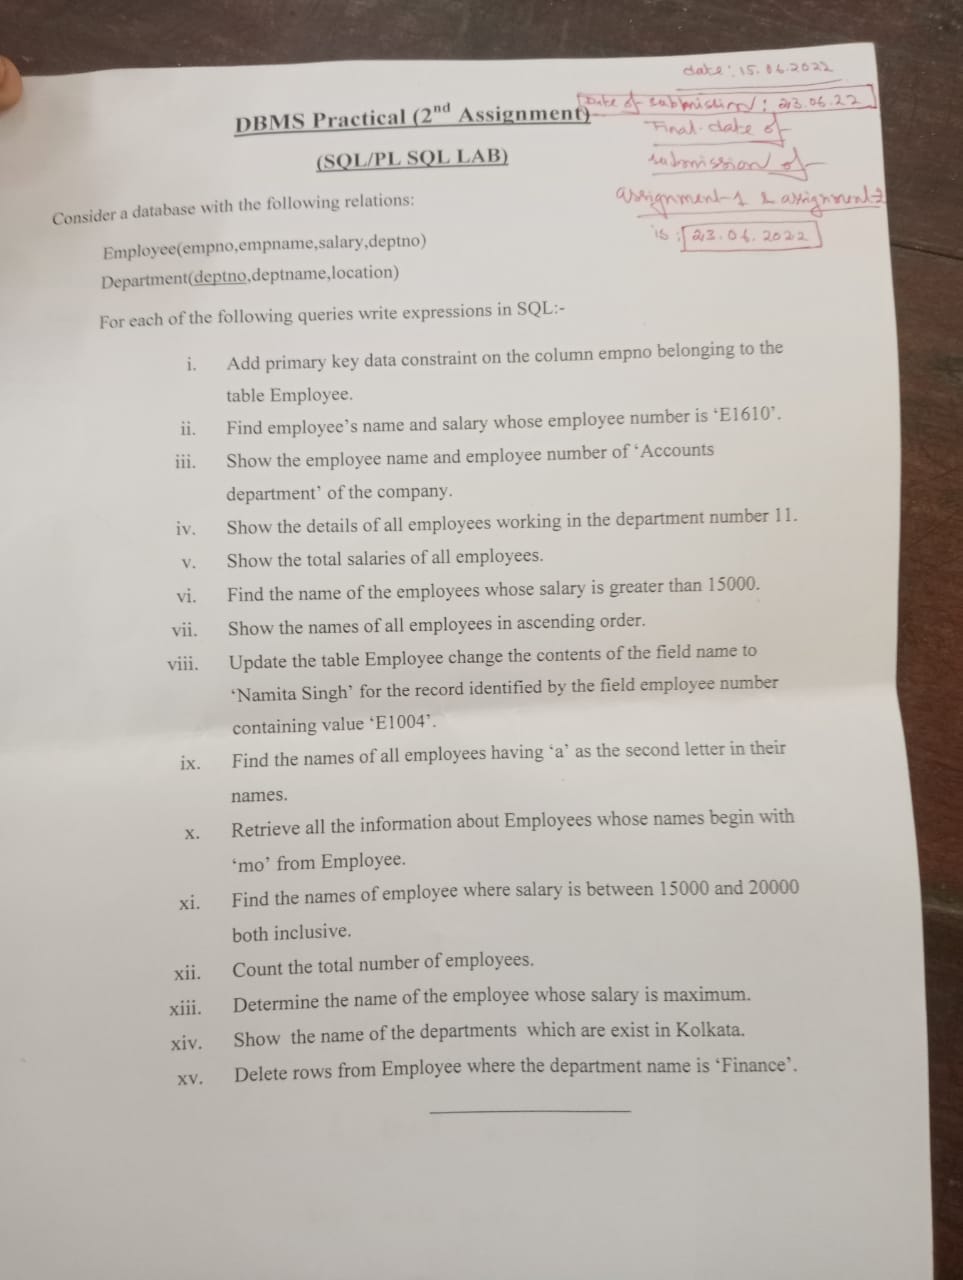 date: 15.06.2022
Date of submission: 23.06.22
DBMS Practical (2nd Assignment)
Final date of
(SQL/PL SQL LAB)
submission of
assignment-1 & assignment-2
is : 23.06.2022
Consider a database with the following relations:
Employee(empno,empname,salary,deptno)
Department(deptno,deptname,location)
For each of the following queries write expressions in SQL:-
i. Add primary key data constraint on the column empno belonging to the
table Employee.
ii. Find employee's name and salary whose employee number is 'E1610'.
iii. Show the employee name and employee number of 'Accounts
department' of the company.
iv. Show the details of all employees working in the department number 11.
v. Show the total salaries of all employees.
vi. Find the name of the employees whose salary is greater than 15000.
vii. Show the names of all employees in ascending order.
viii. Update the table Employee change the contents of the field name to
'Namita Singh' for the record identified by the field employee number
containing value 'E1004'.
ix. Find the names of all employees having 'a' as the second letter in their
names.
x. Retrieve all the information about Employees whose names begin with
'mo' from Employee.
xi. Find the names of employee where salary is between 15000 and 20000
both inclusive.
xii. Count the total number of employees.
xiii. Determine the name of the employee whose salary is maximum.
xiv. Show the name of the departments which are exist in Kolkata.
xv. Delete rows from Employee where the department name is 'Finance'.